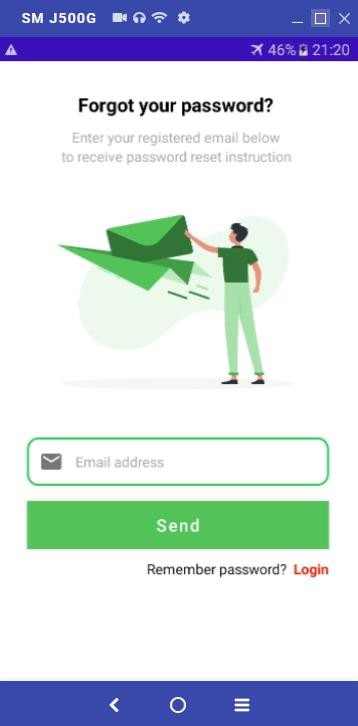 SM J500G
46% 21:20
Forgot your password?
Enter your registered email below
to receive password reset instruction
Email address
Send
Remember password? Login